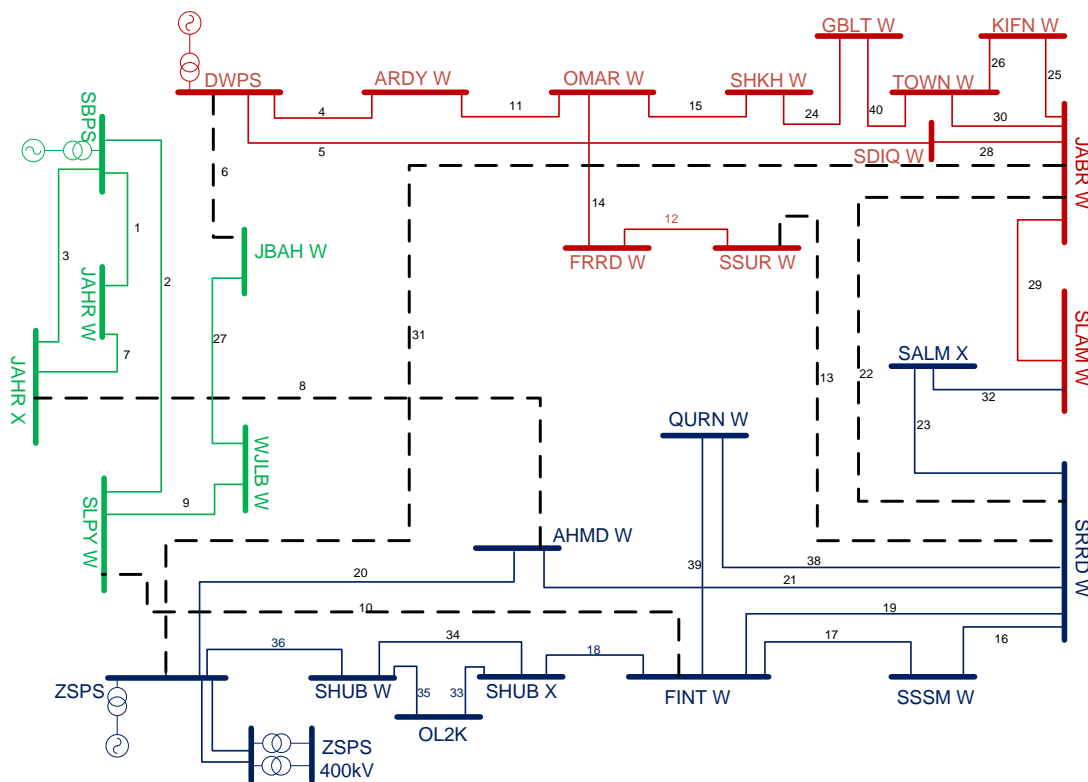 GBLT W
KIFN W
DWPS
ARDY W
OMAR W
SHKH W
TOWN W
26
25
SBPS
4
11
15
24
40
30
5
SDIQ W
28
JABR W
6
3
1
2
14
12
JBAH W
FRRD W
SSUR W
JAHR W
29
SLAM W
27
31
7
JAHR X
8
13
22
SALM X
32
23
QURN W
WJLB W
9
SLPY W
AHMD W
SRRD W
39
38
20
21
10
19
36
34
18
17
16
ZSPS
SHUB W
35
33
SHUB X
FINT W
SSSM W
OL2K
ZSPS
400kV